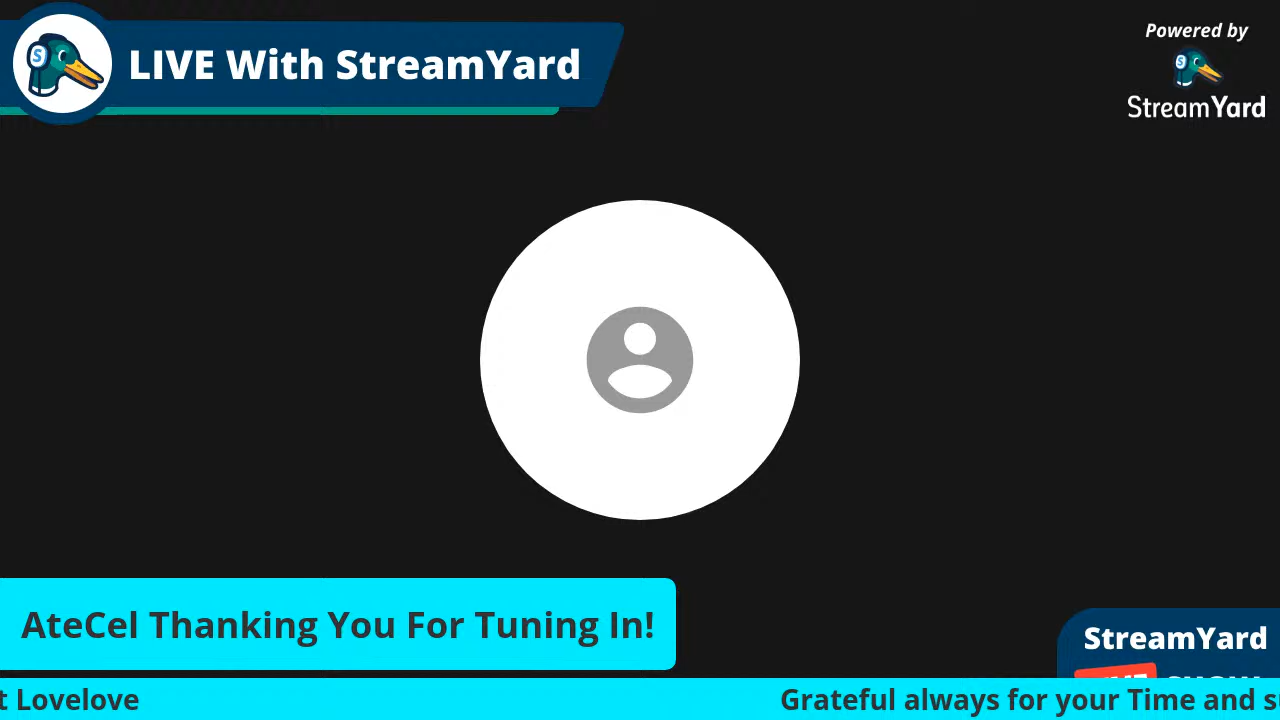 LIVE With StreamYard
Powered by
StreamYard
S
S
AteCel Thanking You For Tuning In!
StreamYard
t Lovelove
Grateful always for your Time and